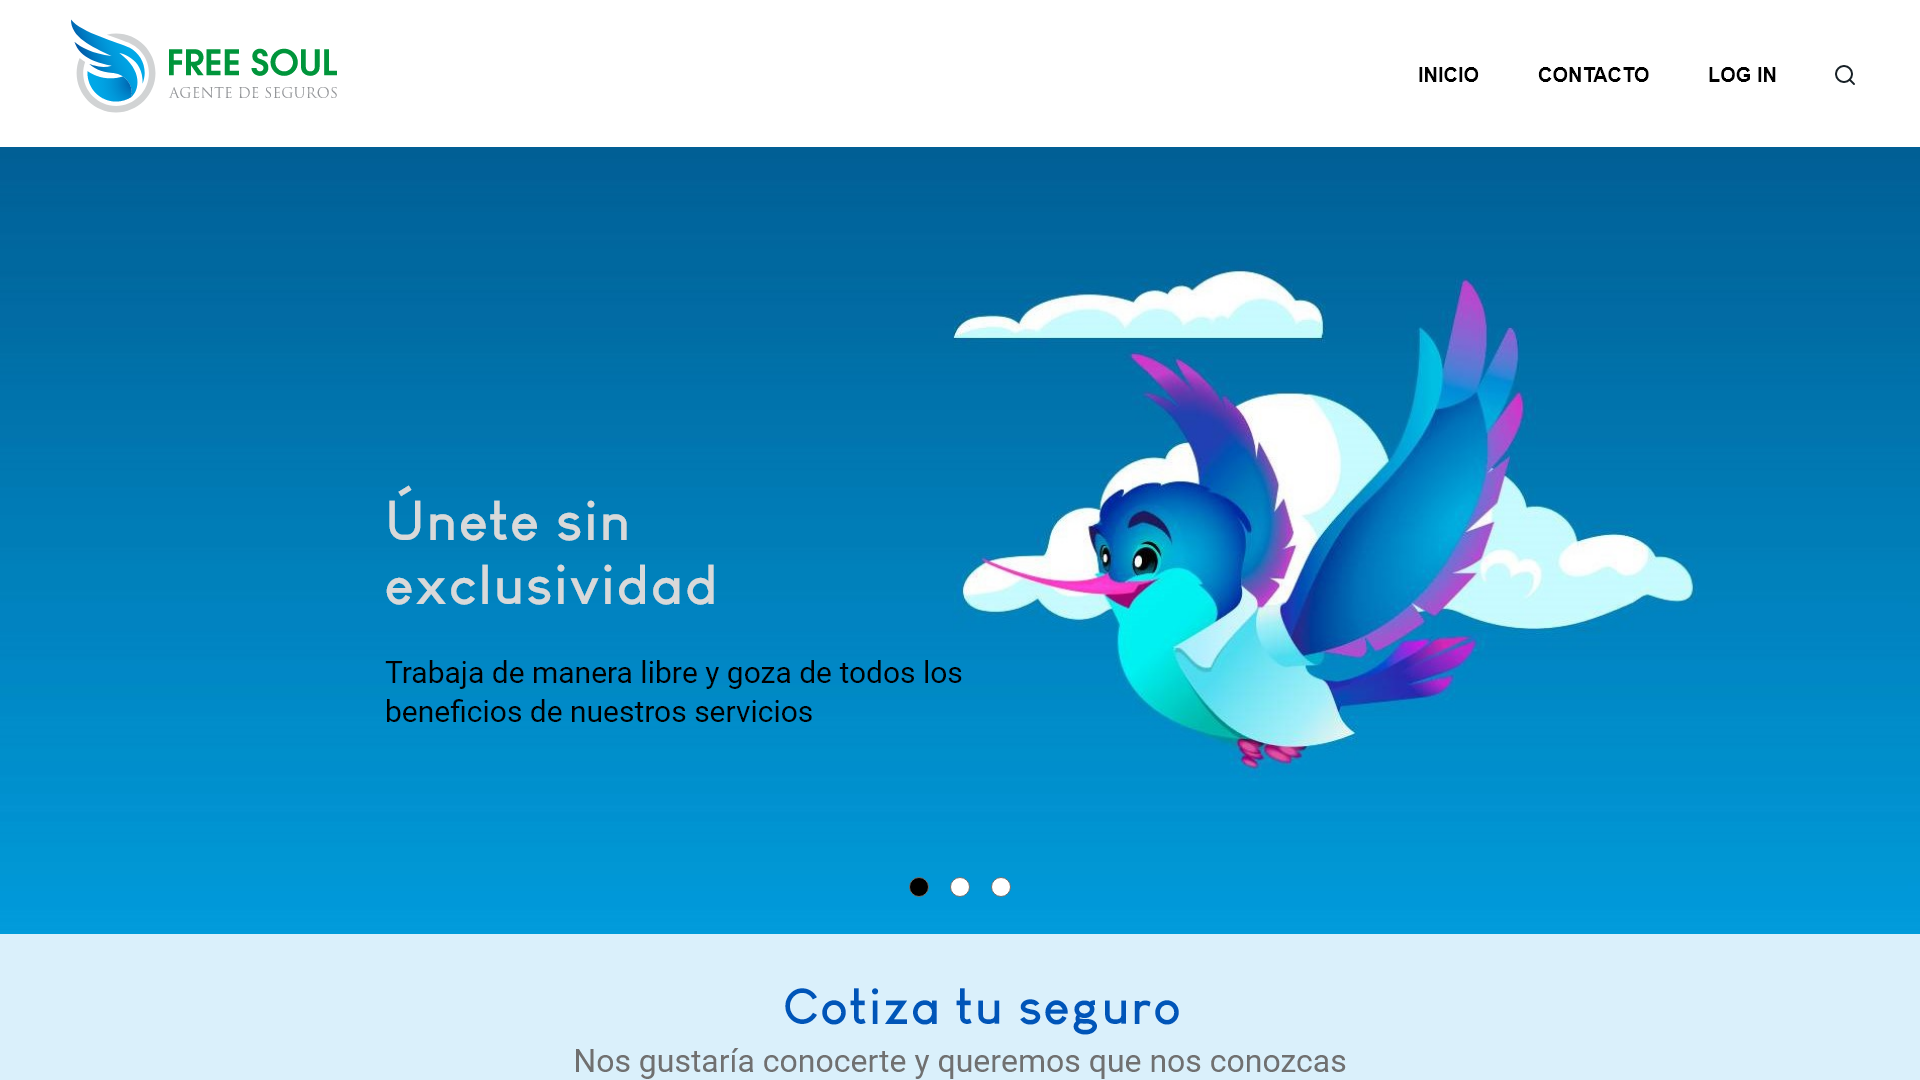 FREE SOUL
AGENTE DE SEGUROS
INICIO
CONTACTO
LOG IN
Únete sin
exclusividad
Trabaja de manera libre y goza de todos los
beneficios de nuestros servicios
Cotiza tu seguro
Nos gustaría conocerte y queremos que nos conozcas